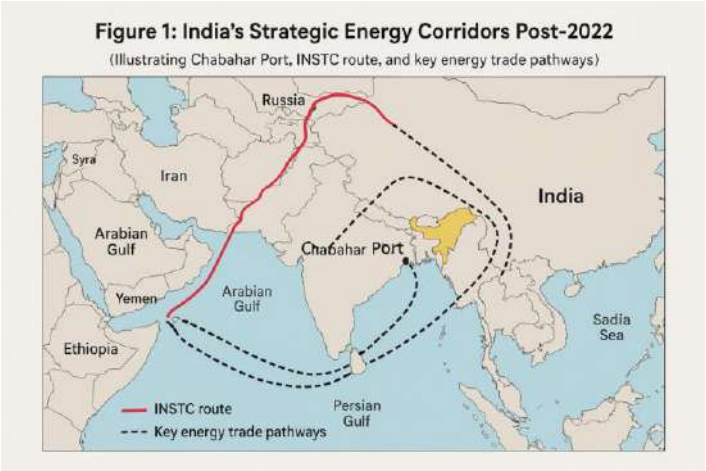 Figure 1: India's Strategic Energy Corridors Post-2022
(Illustrating Chabahar Port, INSTC route, and key energy trade pathways)
Russia
Syra
Iran
India
Arabian
Gulf
Chabahar Port
Yemen
Arabian
Gulf
Ethiopia
Sadia
Sea
INSTC route
Persian
Gulf
Key energy trade pathways